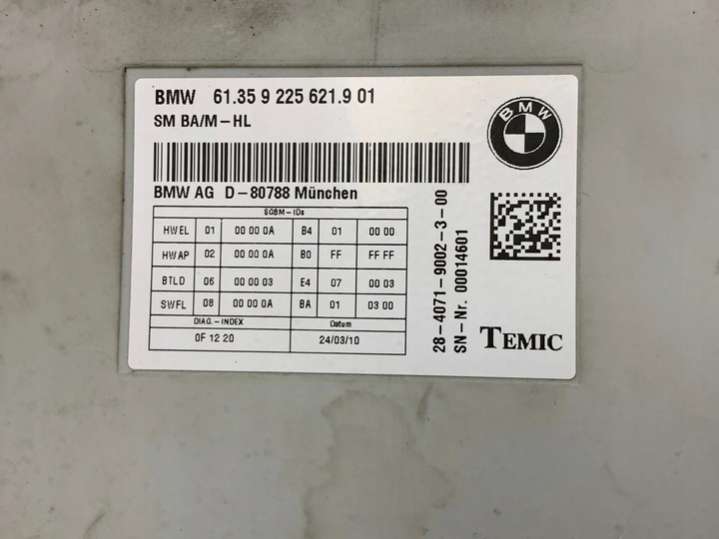 BMW 61.35 9 225 621.9 01
SM BA/M-HL
BMW
BMW AG D-80788 München
SGBM-IDs
HWEL 01 00 00 0A B4 01 00 00
HWAP 02 00 00 0A B0 FF FF FF
BTLD 06 00 00 03 E4 07 00 03
SWFL 08 00 00 0A BA 01 03 00
DIAG.-INDEX Datum
0F 12 20 24/03/10
28-4071-9002-3-00
SN-Nr. 00014601
TEMIC